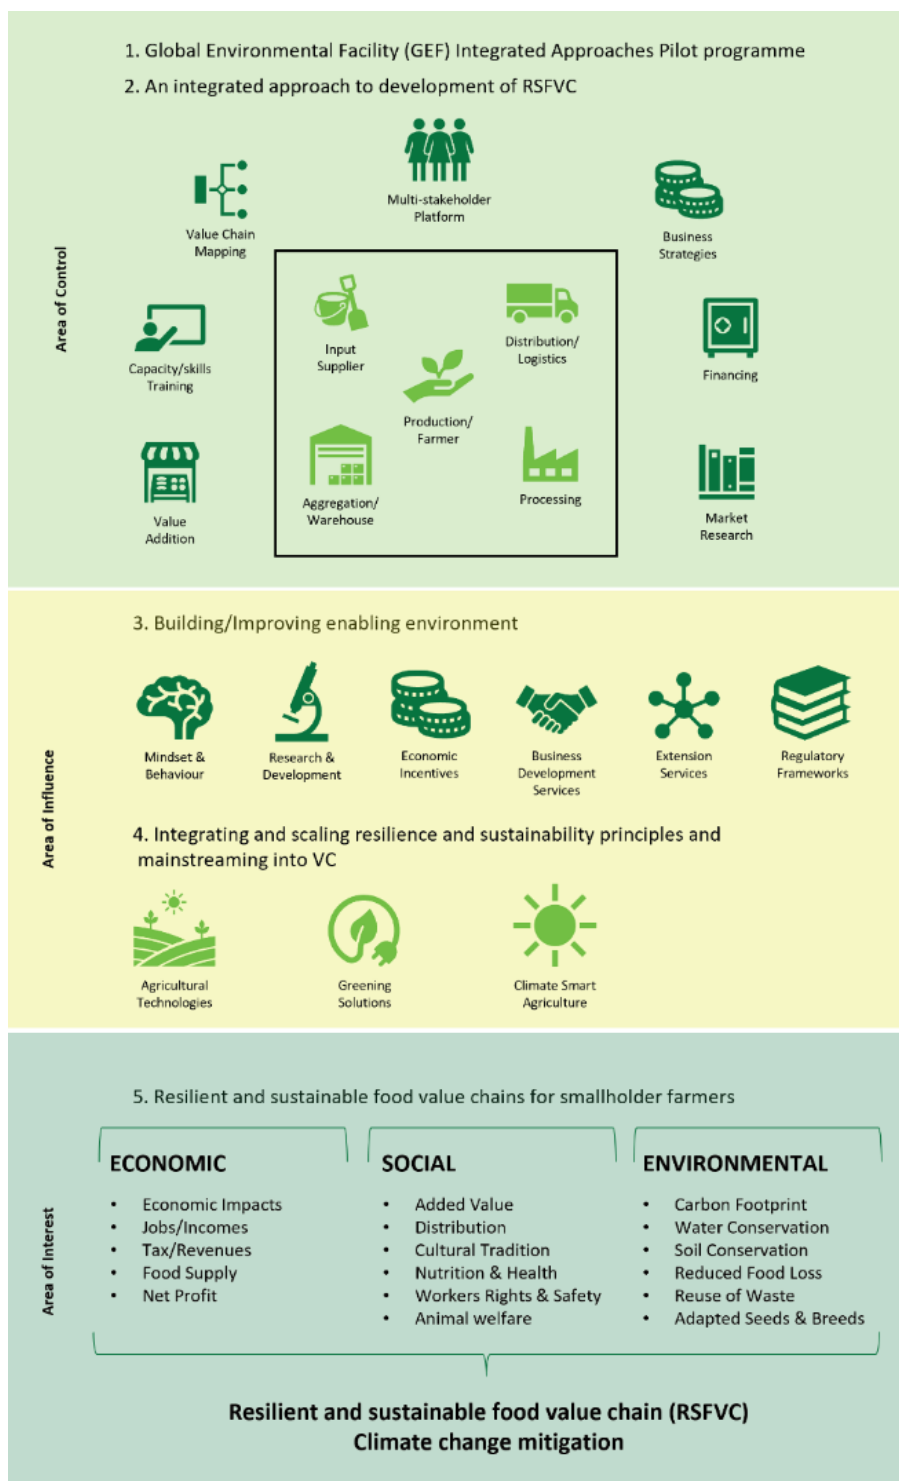 1. Global Environmental Facility (GEF) Integrated Approaches Pilot programme
2. An integrated approach to development of RSFVC
Area of Control
Multi-stakeholder
Platform
Value Chain
Mapping
Business
Strategies
Input
Supplier
Distribution/
Logistics
Capacity/skills
Training
Financing
Production/
Farmer
Aggregation/
Warehouse
Processing
Value
Addition
Market
Research
3. Building/Improving enabling environment
Area of Influence
Mindset &
Behaviour
Research &
Development
Economic
Incentives
Business
Development
Services
Extension
Services
Regulatory
Frameworks
4. Integrating and scaling resilience and sustainability principles and
mainstreaming into VC
Agricultural
Technologies
Greening
Solutions
Climate Smart
Agriculture
5. Resilient and sustainable food value chains for smallholder farmers
Area of Interest
ECONOMIC
• Economic Impacts
• Jobs/Incomes
• Tax/Revenues
• Food Supply
• Net Profit
SOCIAL
• Added Value
• Distribution
• Cultural Tradition
• Nutrition & Health
• Workers Rights & Safety
• Animal welfare
ENVIRONMENTAL
• Carbon Footprint
• Water Conservation
• Soil Conservation
• Reduced Food Loss
• Reuse of Waste
• Adapted Seeds & Breeds
Resilient and sustainable food value chain (RSFVC)
Climate change mitigation